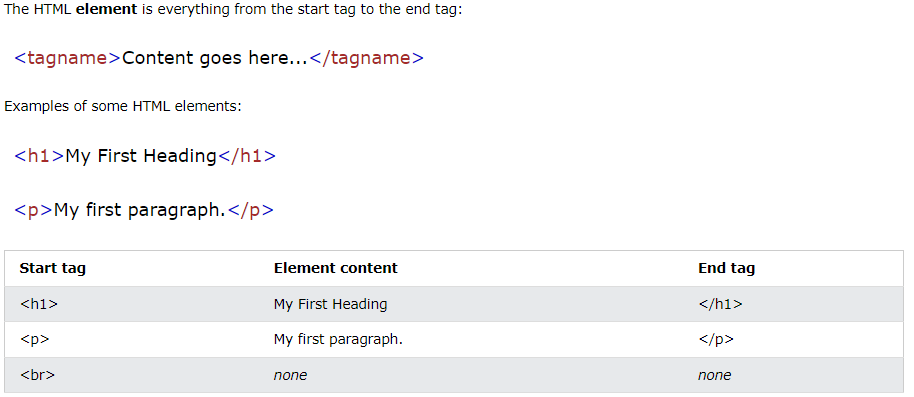 The HTML element is everything from the start tag to the end tag:
<tagname>Content goes here...</tagname>
Examples of some HTML elements:
<h1>My First Heading</h1>
<p>My first paragraph.</p>
Start tag Element content End tag
<h1> My First Heading </h1>
<p> My first paragraph. </p>
<br> none none